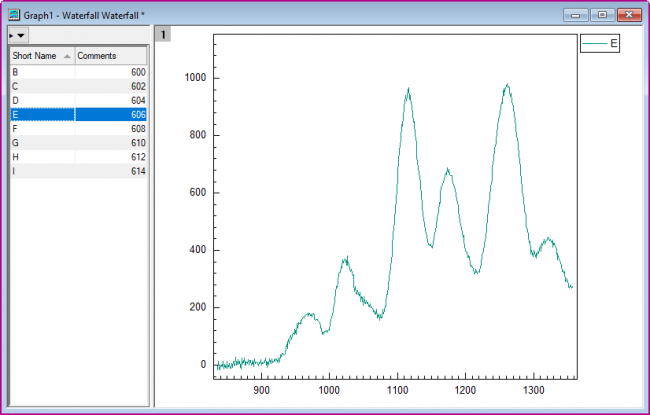 Graph1 - Waterfall Waterfall *
1
Short Name Comments
B 600
C 602
D 604
E 606
F 608
G 610
H 612
I 614
E
1000
800
600
400
200
0
900 1000 1100 1200 1300